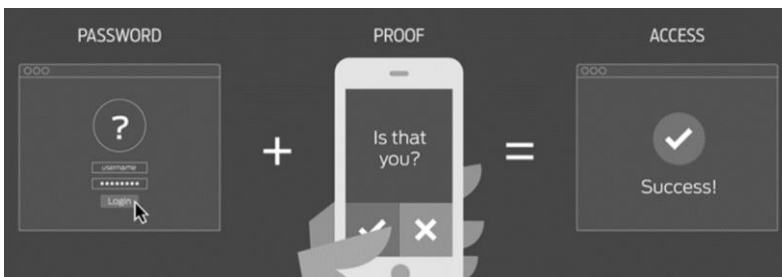 PASSWORD
PROOF
ACCESS
?
username
Login
+
Is that
you?
=
Success!